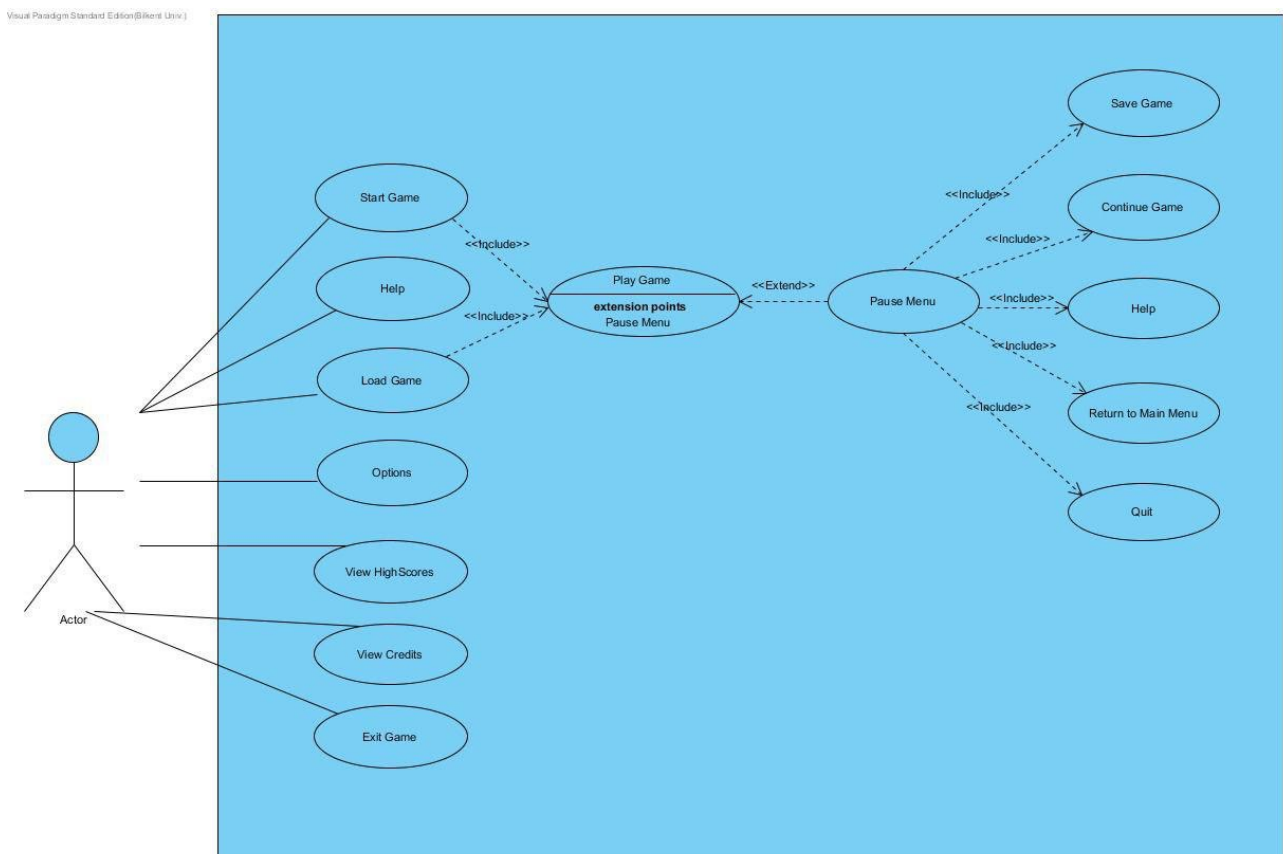 Visual Paradigm Standard Edition(Bilkent Univ.)
Save Game
Start Game
<<Include>>
Continue Game
<<Include>>
<<Include>>
Help
Play Game
<<Extend>>
Pause Menu
<<Include>>
Help
extension points
<<Include>>
Pause Menu
<<Include>>
Load Game
<<Include>>
Return to Main Menu
Options
Quit
View HighScores
Actor
View Credits
Exit Game